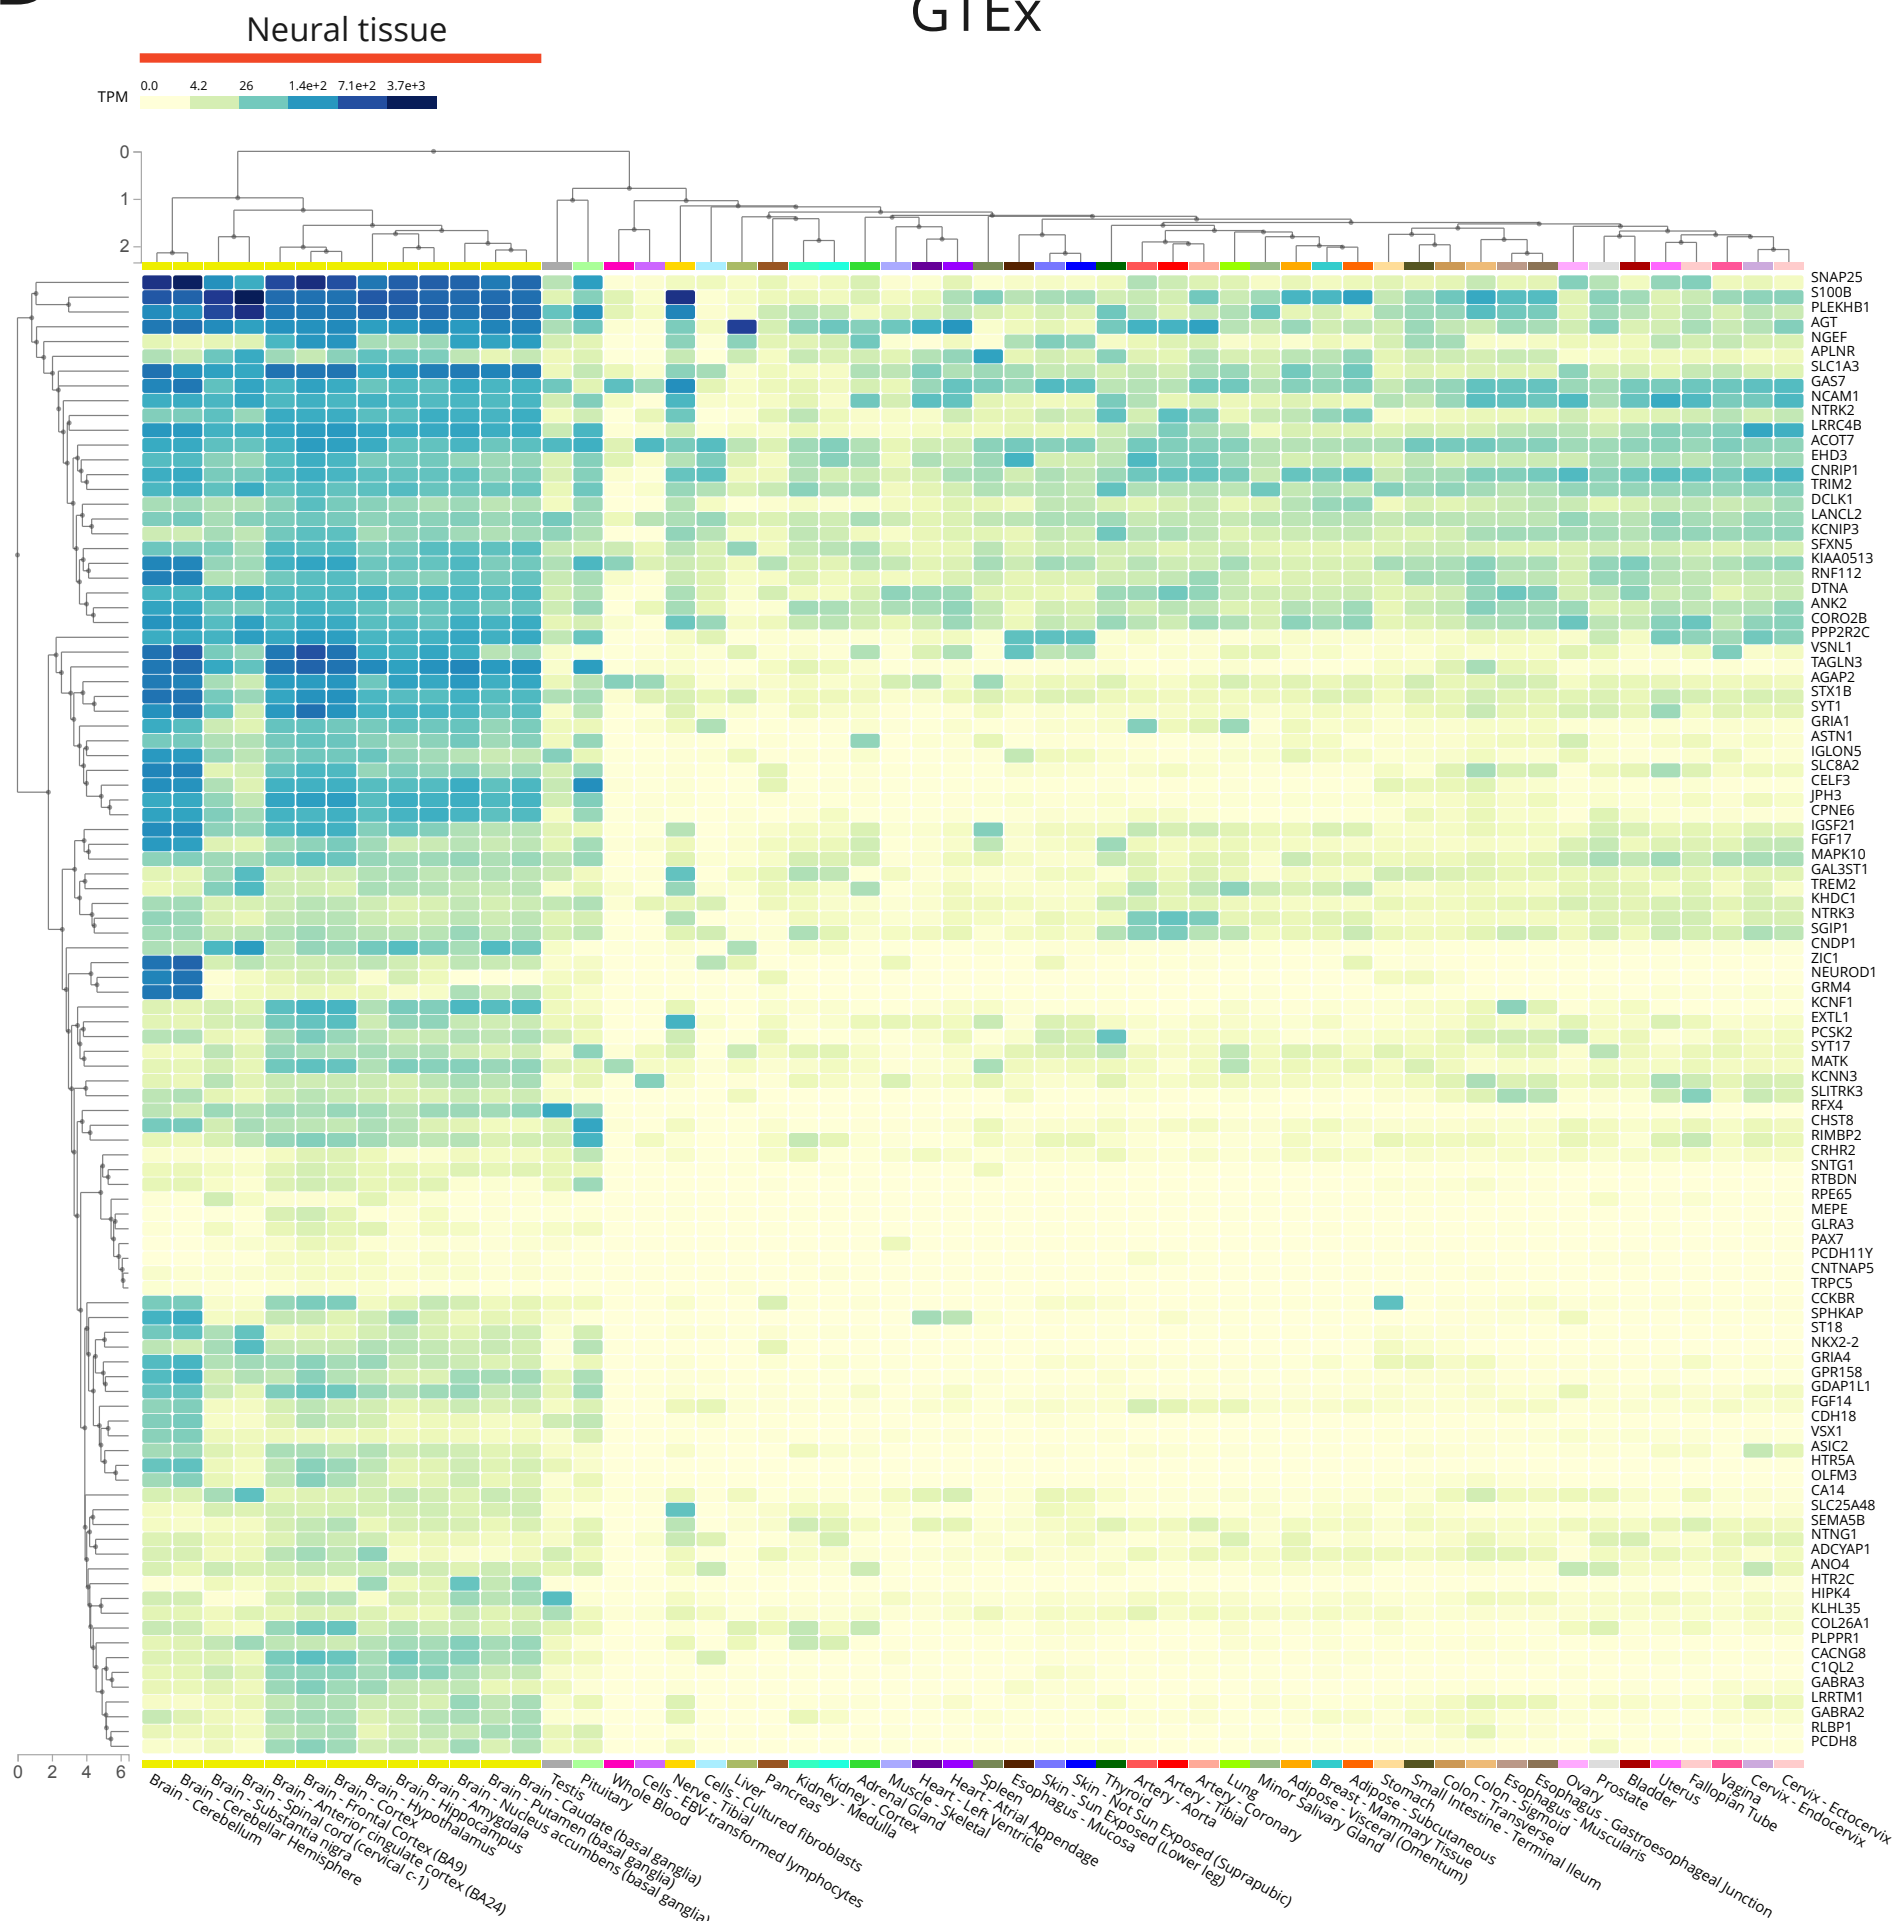 GTEx
Neural tissue
TPM
0.0 4.2 26 1.4e+2 7.1e+2 3.7e+3
0
1
2
SNAP25
S100B
PLEKHB1
AGT
NGEF
APLNR
SLC1A3
GAS7
NCAM1
NTRK2
LRRC4B
ACOT7
EHD3
CNRIP1
TRIM2
DCLK1
LANCL2
KCNIP3
SFXN5
KIAA0513
RNF112
DTNA
ANK2
CORO2B
PPP2R2C
VSNL1
TAGLN3
AGAP2
STX1B
SYT1
GRIA1
ASTN1
IGLON5
SLC8A2
CELF3
JPH3
CPNE6
IGSF21
FGF17
MAPK10
GAL3ST1
TREM2
KHDC1
NTRK3
SGIP1
CNDP1
ZIC1
NEUROD1
GRM4
KCNF1
EXTL1
PCSK2
SYT17
MATK
KCNN3
SLITRK3
RFX4
CHST8
RIMBP2
CRHR2
SNTG1
RTBDN
RPE65
MEPE
GLRA3
PAX7
PCDH11Y
CNTNAP5
TRPC5
CCKBR
SPHKAP
ST18
NKX2-2
GRIA4
GPR158
GDAP1L1
FGF14
CDH18
VSX1
ASIC2
HTR5A
OLFM3
CA14
SLC25A48
SEMA5B
NTNG1
ADCYAP1
ANO4
HTR2C
HIPK4
KLHL35
COL26A1
PLPPR1
CACNG8
C1QL2
GABRA3
LRRTM1
GABRA2
RLBP1
PCDH8
0 2 4 6
Brain - Cerebellum
Brain - Cerebellar Hemisphere
Brain - Substantia nigra
Brain - Spinal cord (cervical c-1)
Brain - Anterior cingulate cortex (BA24)
Brain - Frontal Cortex (BA9)
Brain - Cortex
Brain - Hypothalamus
Brain - Hippocampus
Brain - Amygdala
Brain - Nucleus accumbens (basal ganglia)
Brain - Putamen (basal ganglia)
Brain - Caudate (basal ganglia)
Testis
Pituitary
Whole Blood
Cells - EBV-transformed lymphocytes
Nerve - Tibial
Cells - Cultured fibroblasts
Liver
Pancreas
Kidney - Medulla
Kidney - Cortex
Adrenal Gland
Muscle - Skeletal
Heart - Left Ventricle
Heart - Atrial Appendage
Spleen
Esophagus - Mucosa
Skin - Sun Exposed (Lower leg)
Skin - Not Sun Exposed (Suprapubic)
Thyroid
Artery - Aorta
Artery - Tibial
Artery - Coronary
Lung
Minor Salivary Gland
Adipose - Visceral (Omentum)
Breast - Mammary Tissue
Adipose - Subcutaneous
Stomach
Small Intestine - Terminal Ileum
Colon - Transverse
Colon - Sigmoid
Esophagus - Muscularis
Esophagus - Gastroesophageal Junction
Ovary
Prostate
Bladder
Uterus
Fallopian Tube
Vagina
Cervix - Endocervix
Cervix - Ectocervix